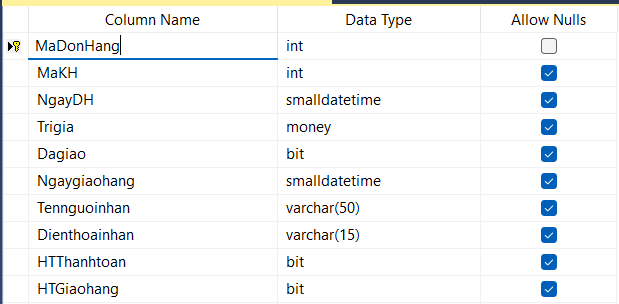 Column Name Data Type Allow Nulls
MaDonHang int
MaKH int
NgayDH smalldatetime
Trigia money
Dagiao bit
Ngaygiaohang smalldatetime
Tennguoinhan varchar(50)
Dienthoainhan varchar(15)
HTThanhtoan bit
HTGiaohang bit